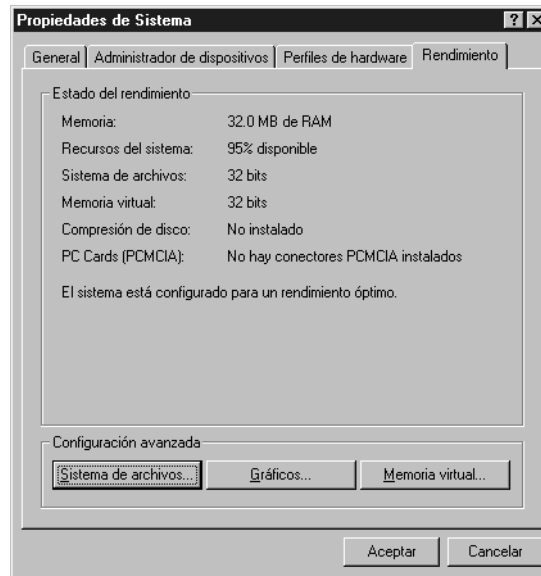 Propiedades de Sistema
General Administrador de dispositivos Perfiles de hardware Rendimiento
Estado del rendimiento
Memoria: 32.0 MB de RAM
Recursos del sistema: 95% disponible
Sistema de archivos: 32 bits
Memoria virtual: 32 bits
Compresión de disco: No instalado
PC Cards (PCMCIA): No hay conectores PCMCIA instalados
El sistema está configurado para un rendimiento óptimo.
Configuración avanzada
Sistema de archivos... Gráficos... Memoria virtual...
Aceptar Cancelar